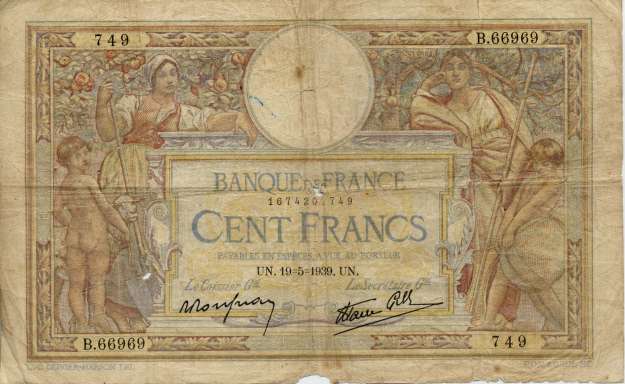 749 B.66969
BANQUE DE FRANCE
167420,749
CENT FRANCS
PAYABLES EN ESPÈCES, A VUE, AU PORTEUR
UN. 19=5=1939. UN.
Le Caissier Gal Le Secrétaire Gal
B.66969 749